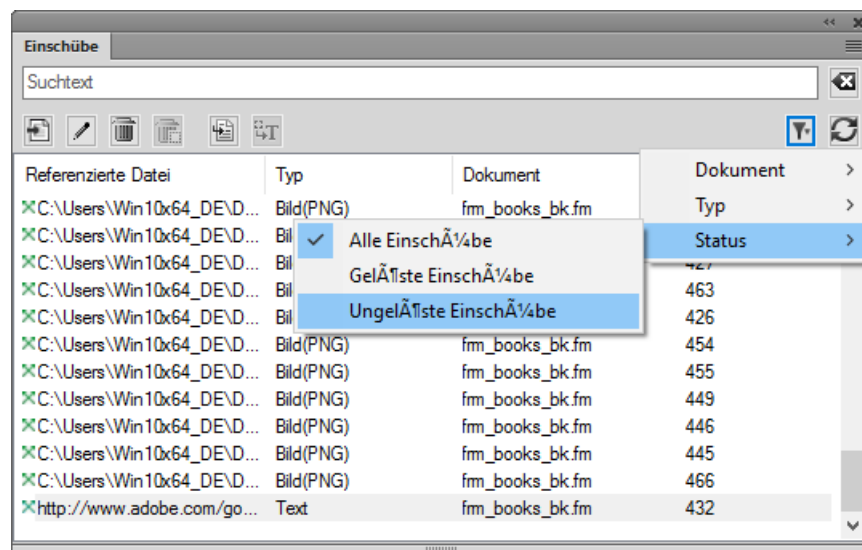 Einschübe
Suchtext
Referenzierte Datei Typ Dokument
Dokument
C:\Users\Win10x64_DE\D... Bild(PNG) frm_books_bk.fm
Typ
Bil
Alle EinschÃ¼be
Status
427
Bil
GelÃ¶ste EinschÃ¼be
463
Bil
UngelÃ¶ste EinschÃ¼be
426
C:\Users\Win10x64_DE\D...
C:\Users\Win10x64_DE\D...
C:\Users\Win10x64_DE\D...
C:\Users\Win10x64_DE\D... Bild(PNG) frm_books_bk.fm 454
C:\Users\Win10x64_DE\D... Bild(PNG) frm_books_bk.fm 455
C:\Users\Win10x64_DE\D... Bild(PNG) frm_books_bk.fm 449
C:\Users\Win10x64_DE\D... Bild(PNG) frm_books_bk.fm 446
C:\Users\Win10x64_DE\D... Bild(PNG) frm_books_bk.fm 445
C:\Users\Win10x64_DE\D... Bild(PNG) frm_books_bk.fm 466
http://www.adobe.com/go... Text frm_books_bk.fm 432